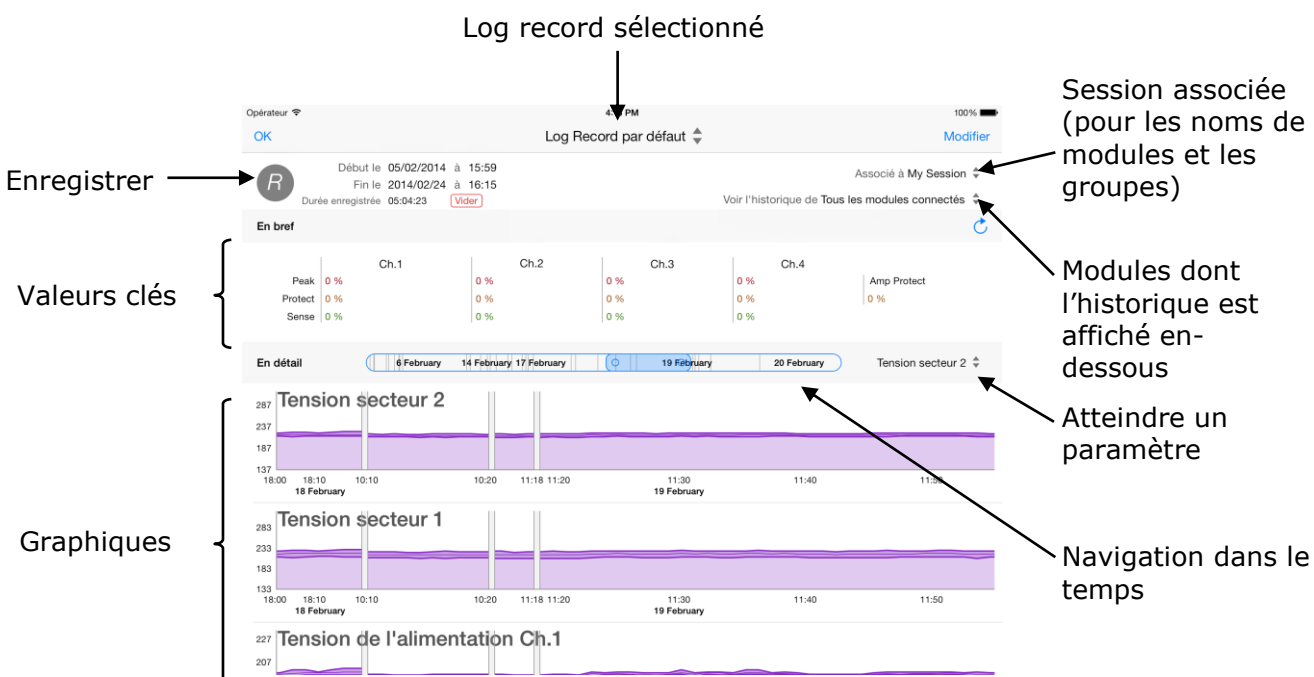 Log record sélectionné
Session associée
(pour les noms de
modules et les
groupes)
Opérateur
PM
100%
OK
Log Record par défaut
Modifier
Enregistrer
R
Début le 05/02/2014 à 15:59
Fin le 2014/02/24 à 16:15
Durée enregistrée 05:04:23 Vider
Associé à My Session
Voir l'historique de Tous les modules connectés
En bref
Valeurs clés
Ch.1 Ch.2 Ch.3 Ch.4
Peak 0 % 0 % 0 % 0 % Amp Protect
Protect 0 % 0 % 0 % 0 % 0 %
Sense 0 % 0 % 0 % 0 %
Modules dont
l'historique est
affiché en-
dessous
En détail 6 February 14 February 17 February 19 February 20 February Tension secteur 2
Atteindre un
paramètre
Graphiques
Tension secteur 2
287
237
187
137
18:00 18:10 10:10 10:20 11:18 11:20 11:30 11:40 11:50
18 February 19 February
Tension secteur 1
283
233
183
133
18:00 18:10 10:10 10:20 11:18 11:20 11:30 11:40 11:50
18 February 19 February
Navigation dans le
temps
Tension de l'alimentation Ch.1
227
207